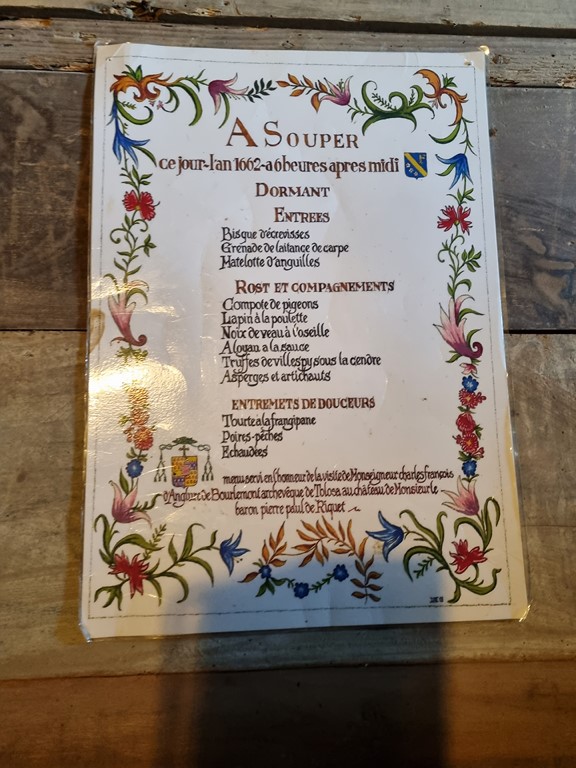 A SOUPER
ce jour-l'an 1662-a 6 heures apres midi
DORMANT
ENTREES
Bisque d'écrevisses
Grenade de laitance de carpe
Matelotte d'anguilles
ROST ET COMPAGNEMENTS
Compote de pigeons
Lapin à la poulette
Noix de veau à l'oseille
Aloyau a la sauce
Truffes de villespy sous la cendre
Asperges et artichauts
ENTREMETS DE DOUCEURS
Tourte a la frangipane
Poires-pêches
Echaudées
menu servi en l'honneur de la visite de Monseigneur charles françois
d'Anglure de Bourlemont archevêque de Tolosa au château de Monsieur le
baron pierre paul de Riquet